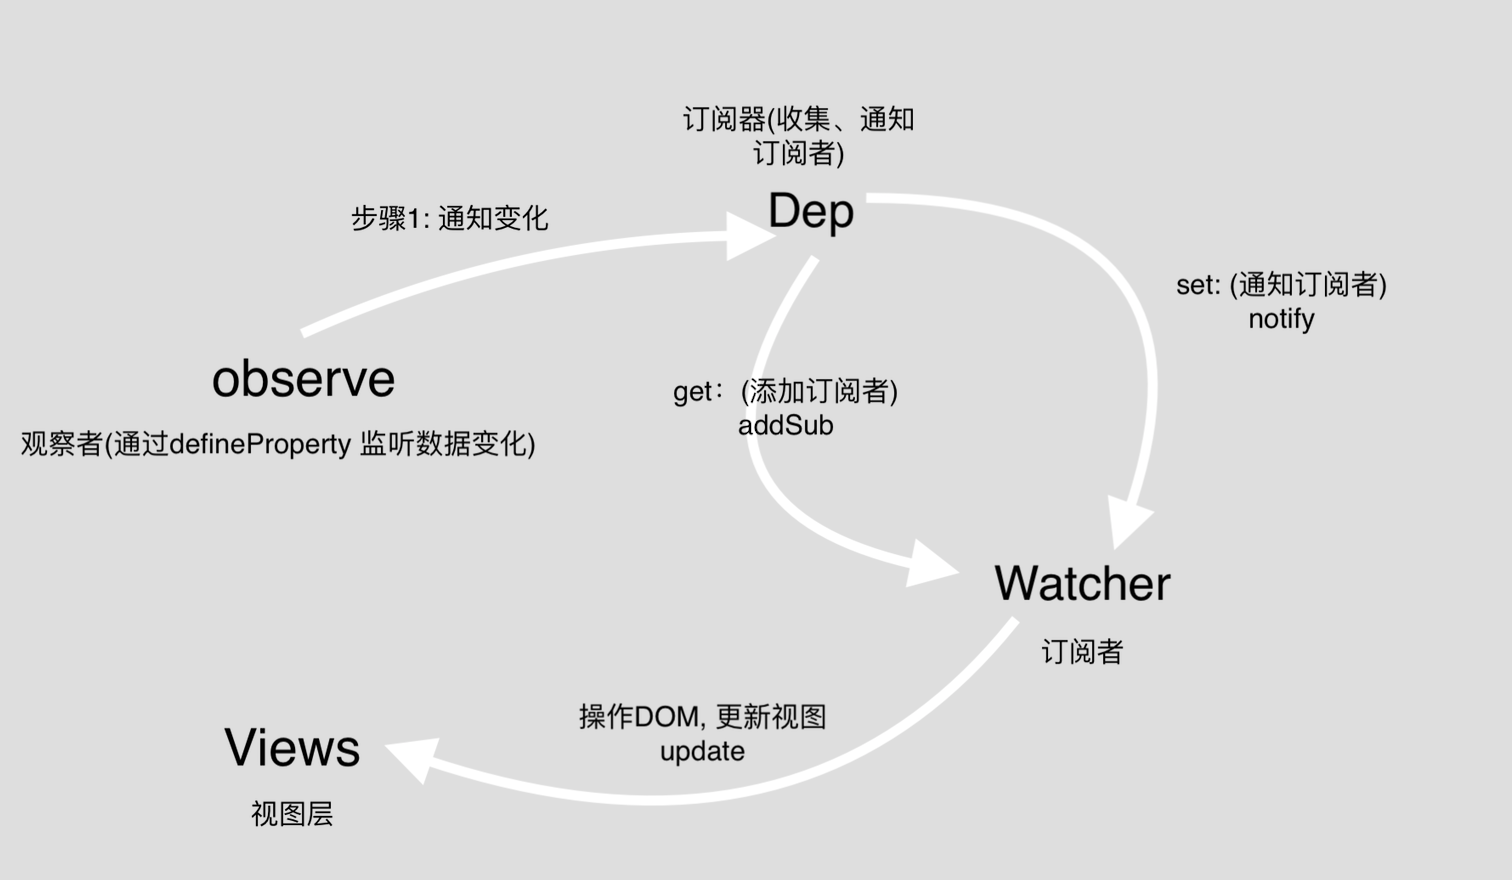 订阅器(收集、通知
订阅者)
Dep
步骤1: 通知变化
set: (通知订阅者)
notify
observe
观察者(通过defineProperty 监听数据变化)
get：(添加订阅者)
addSub
Watcher
订阅者
操作DOM, 更新视图
update
Views
视图层